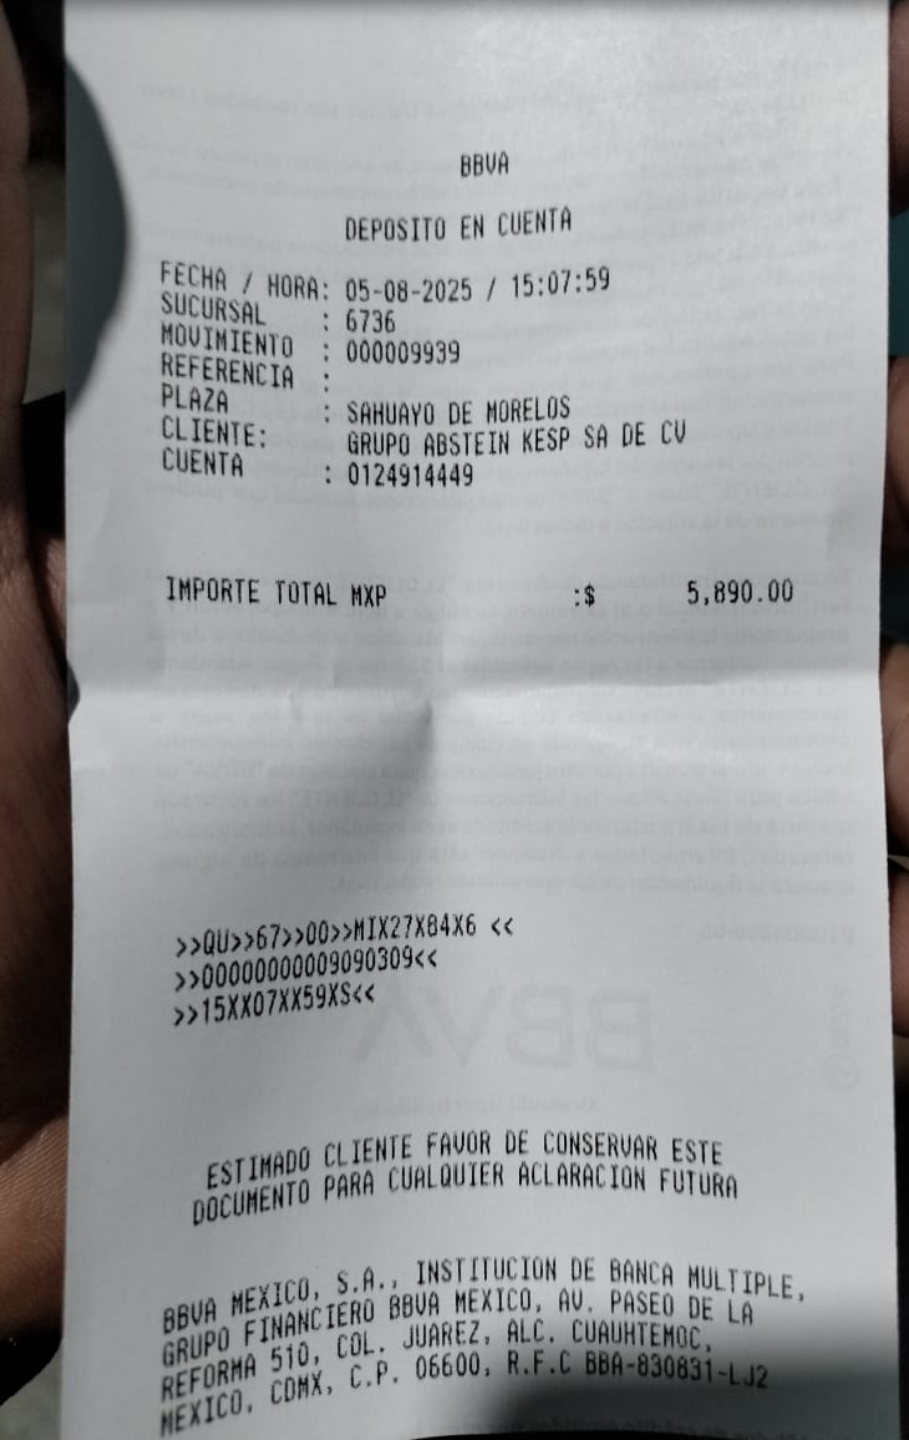 BBVA
DEPOSITO EN CUENTA
FECHA / HORA: 05-08-2025 / 15:07:59
SUCURSAL : 6736
MOVIMIENTO : 000009939
REFERENCIA :
PLAZA : SAHUAYO DE MORELOS
CLIENTE: GRUPO ABSTEIN KESP SA DE CV
CUENTA : 0124914449
IMPORTE TOTAL MXP :$ 5,890.00
>>QU>>67>>00>>MIX27X84X6 <<
>>00000000009090309<<
>>15XX07XX59XS<<
BBVA
ESTIMADO CLIENTE FAVOR DE CONSERVAR ESTE
DOCUMENTO PARA CUALQUIER ACLARACION FUTURA
BBVA MEXICO, S.A., INSTITUCION DE BANCA MULTIPLE,
GRUPO FINANCIERO BBVA MEXICO, AV. PASEO DE LA
REFORMA 510, COL. JUAREZ, ALC. CUAUHTEMOC,
MEXICO, CDMX, C.P. 06600, R.F.C BBA-830831-LJ2